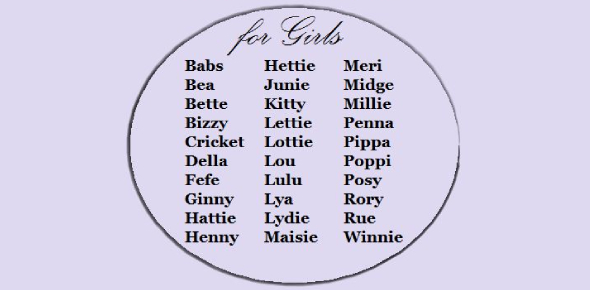 for Girls
Babs Hettie Meri
Bea Junie Midge
Bette Kitty Millie
Bizzy Lettie Penna
Cricket Lottie Pippa
Della Lou Poppi
Fefe Lulu Posy
Ginny Lya Rory
Hattie Lydie Rue
Henny Maisie Winnie